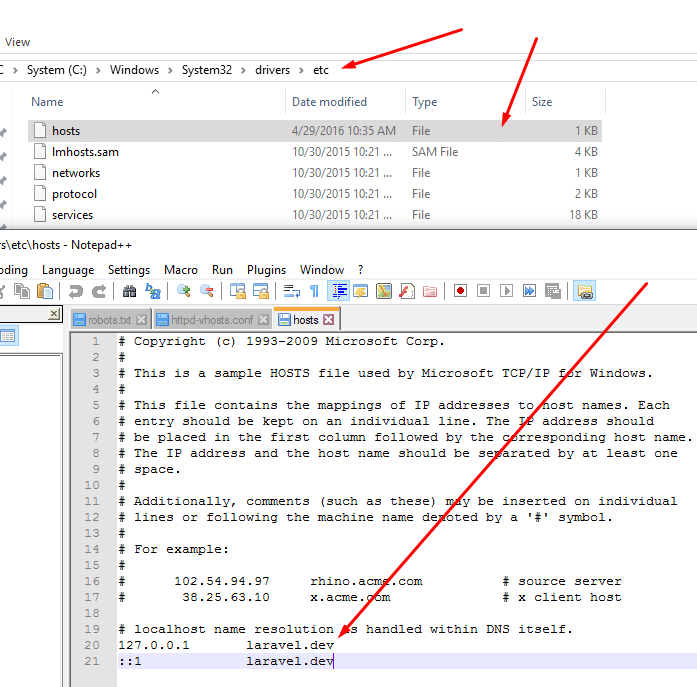 View
C > System (C:) > Windows > System32 > drivers > etc
Name Date modified Type Size
hosts 4/29/2016 10:35 AM File 1 KB
lmhosts.sam 10/30/2015 10:21 ... SAM File 4 KB
networks 10/30/2015 10:21 ... File 1 KB
protocol 10/30/2015 10:21 ... File 2 KB
services 10/30/2015 10:21 ... File 18 KB
rs\etc\hosts - Notepad++
oding Language Settings Macro Run Plugins Window ?
robots.txt httpd-vhosts.conf hosts
1 # Copyright (c) 1993-2009 Microsoft Corp.
2 #
3 # This is a sample HOSTS file used by Microsoft TCP/IP for Windows.
4 #
5 # This file contains the mappings of IP addresses to host names. Each
6 # entry should be kept on an individual line. The IP address should
7 # be placed in the first column followed by the corresponding host name.
8 # The IP address and the host name should be separated by at least one
9 # space.
10 #
11 # Additionally, comments (such as these) may be inserted on individual
12 # lines or following the machine name denoted by a '#' symbol.
13 #
14 # For example:
15 #
16 # 102.54.94.97 rhino.acme.com # source server
17 # 38.25.63.10 x.acme.com # x client host
18
19 # localhost name resolution is handled within DNS itself.
20 127.0.0.1 laravel.dev
21 ::1 laravel.dev